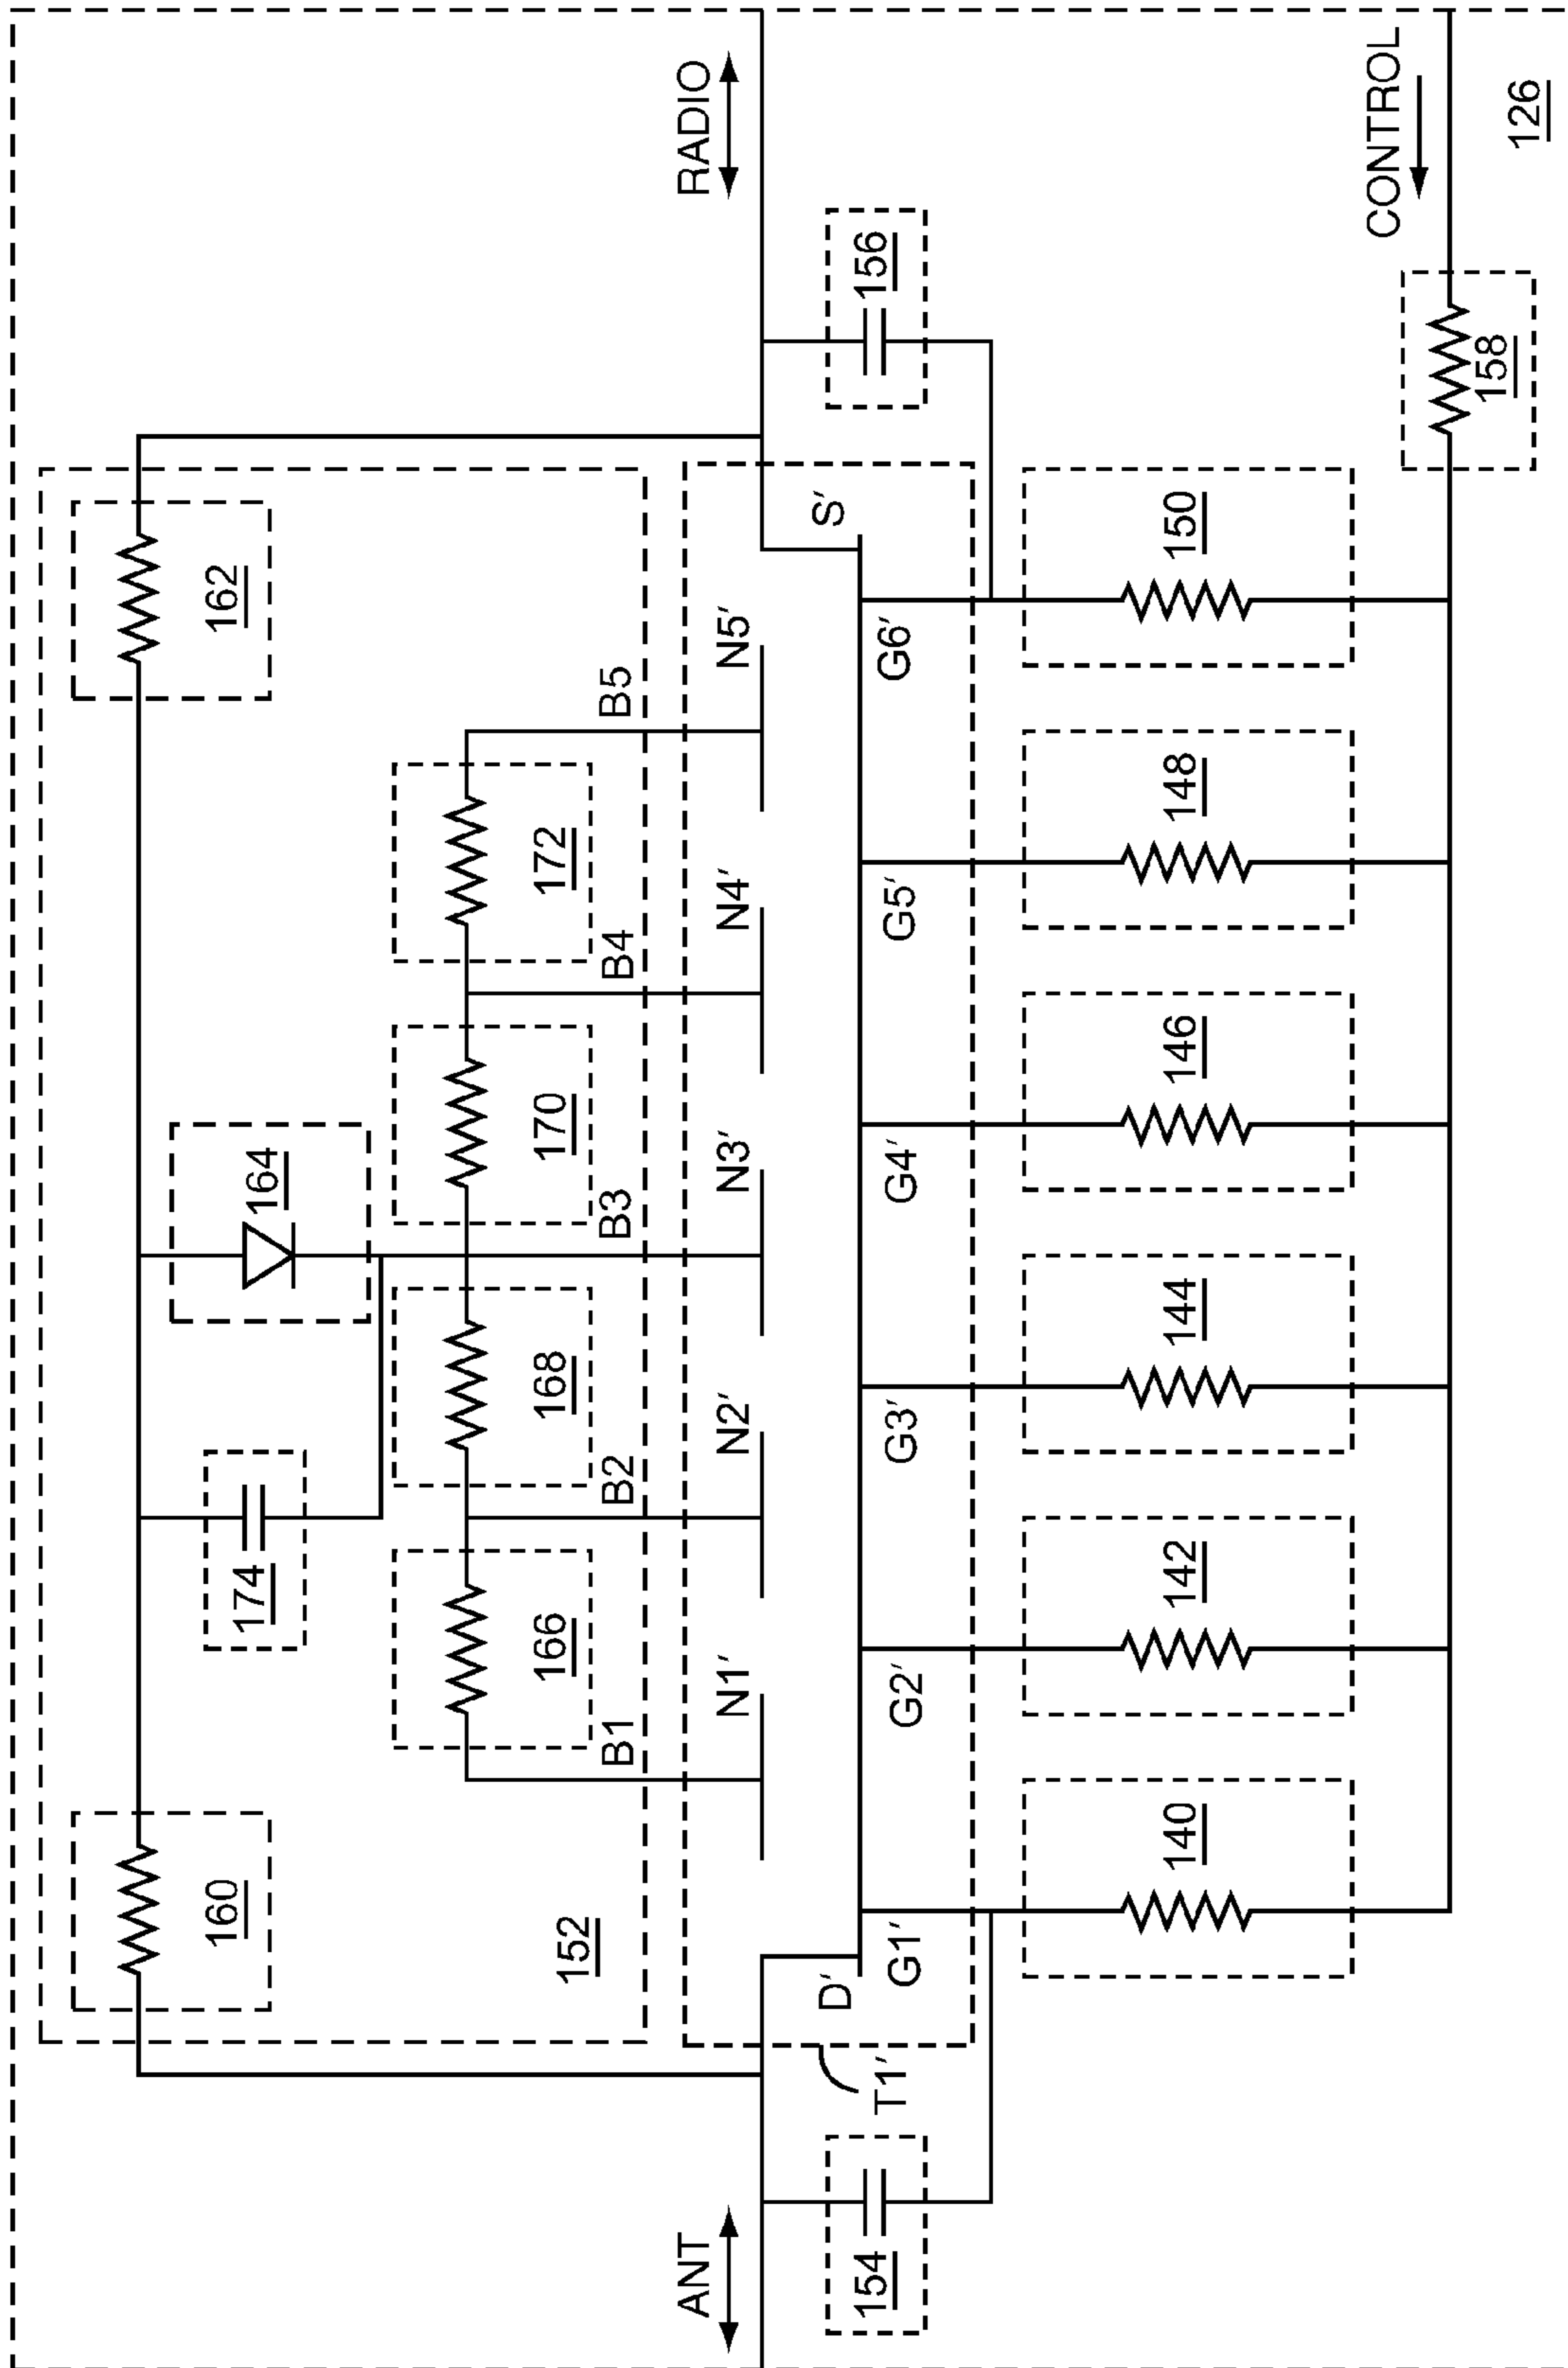 160
162
174
164
152
166
168
170
172
B1
B2
B3
B4
B5
ANT
RADIO
N1′
N2′
N3′
N4′
N5′
D′
S′
T1′
154
156
G1′
G2′
G3′
G4′
G5′
G6′
140
142
144
146
148
150
CONTROL
158
126